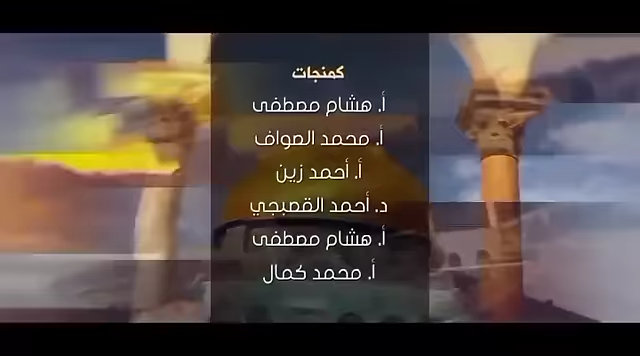 كمنجات
أ. هشام مصطفى
أ. محمد الصواف
أ. أحمد زين
د. أحمد القصبجي
أ. هشام مصطفى
أ. محمد كمال